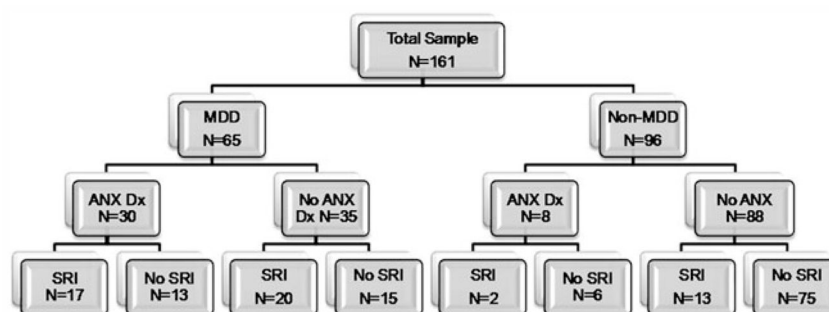 Total Sample
N=161
MDD
N=65
Non-MDD
N=96
ANX Dx
N=30
No ANX
Dx N=35
ANX Dx
N=8
No ANX
N=88
SRI
N=17
No SRI
N=13
SRI
N=20
No SRI
N=15
SRI
N=2
No SRI
N=6
SRI
N=13
No SRI
N=75